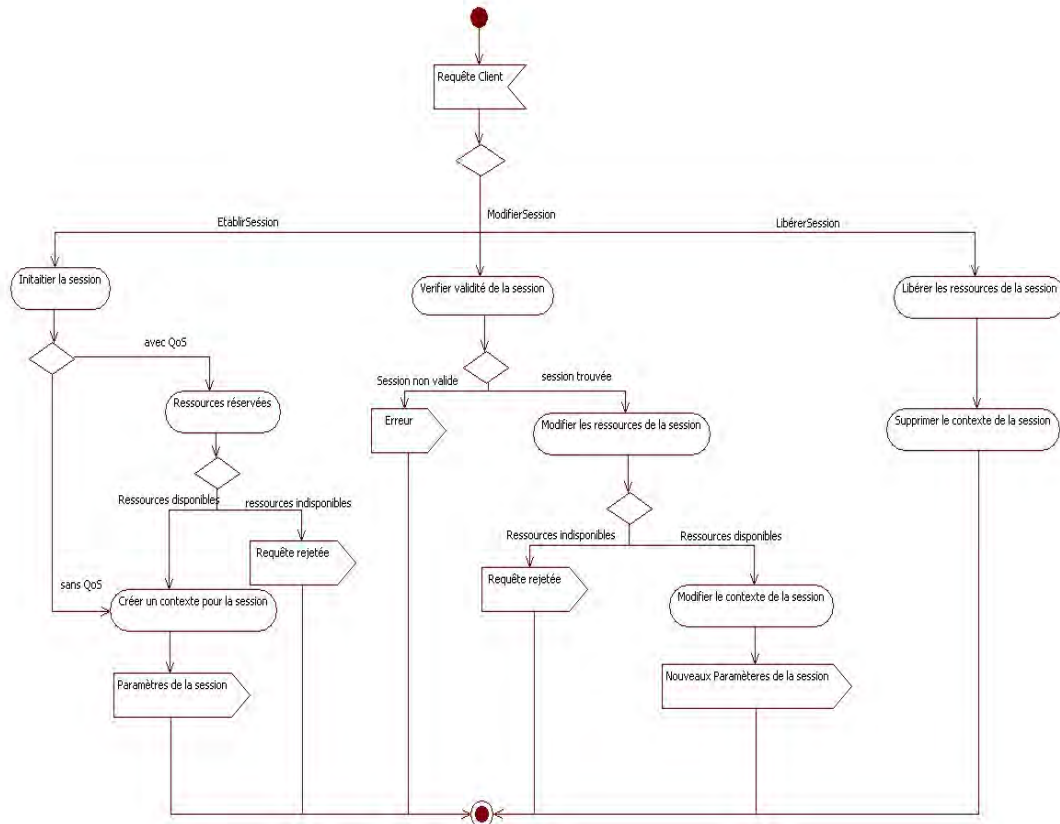 Requête Client
ModifierSession
EtablirSession
LibérerSession
Initaitier la session
Verifier validité de la session
Libérer les ressources de la session
avec QoS
Session non valide
session trouvée
Ressources réservées
Erreur
Modifier les ressources de la session
Supprimer le contexte de la session
Ressources disponibles
ressources indisponibles
Ressources indisponibles
Ressources disponibles
Requête rejetée
Requête rejetée
sans QoS
Créer un contexte pour la session
Modifier le contexte de la session
Paramètres de la session
Nouveaux Paramèteres de la session